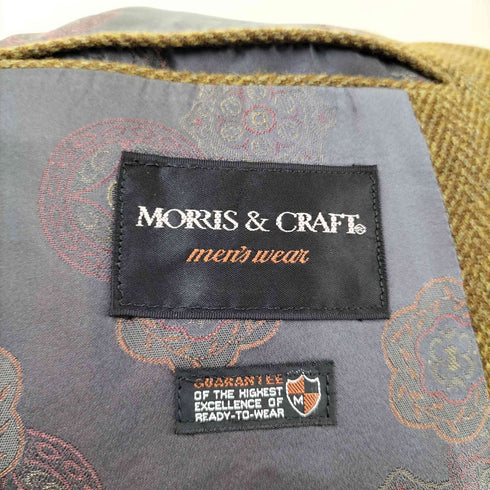 MORRIS & CRAFT®
men's wear
GUARANTEE
OF THE HIGHEST
EXCELLENCE OF
READY-TO-WEAR
M